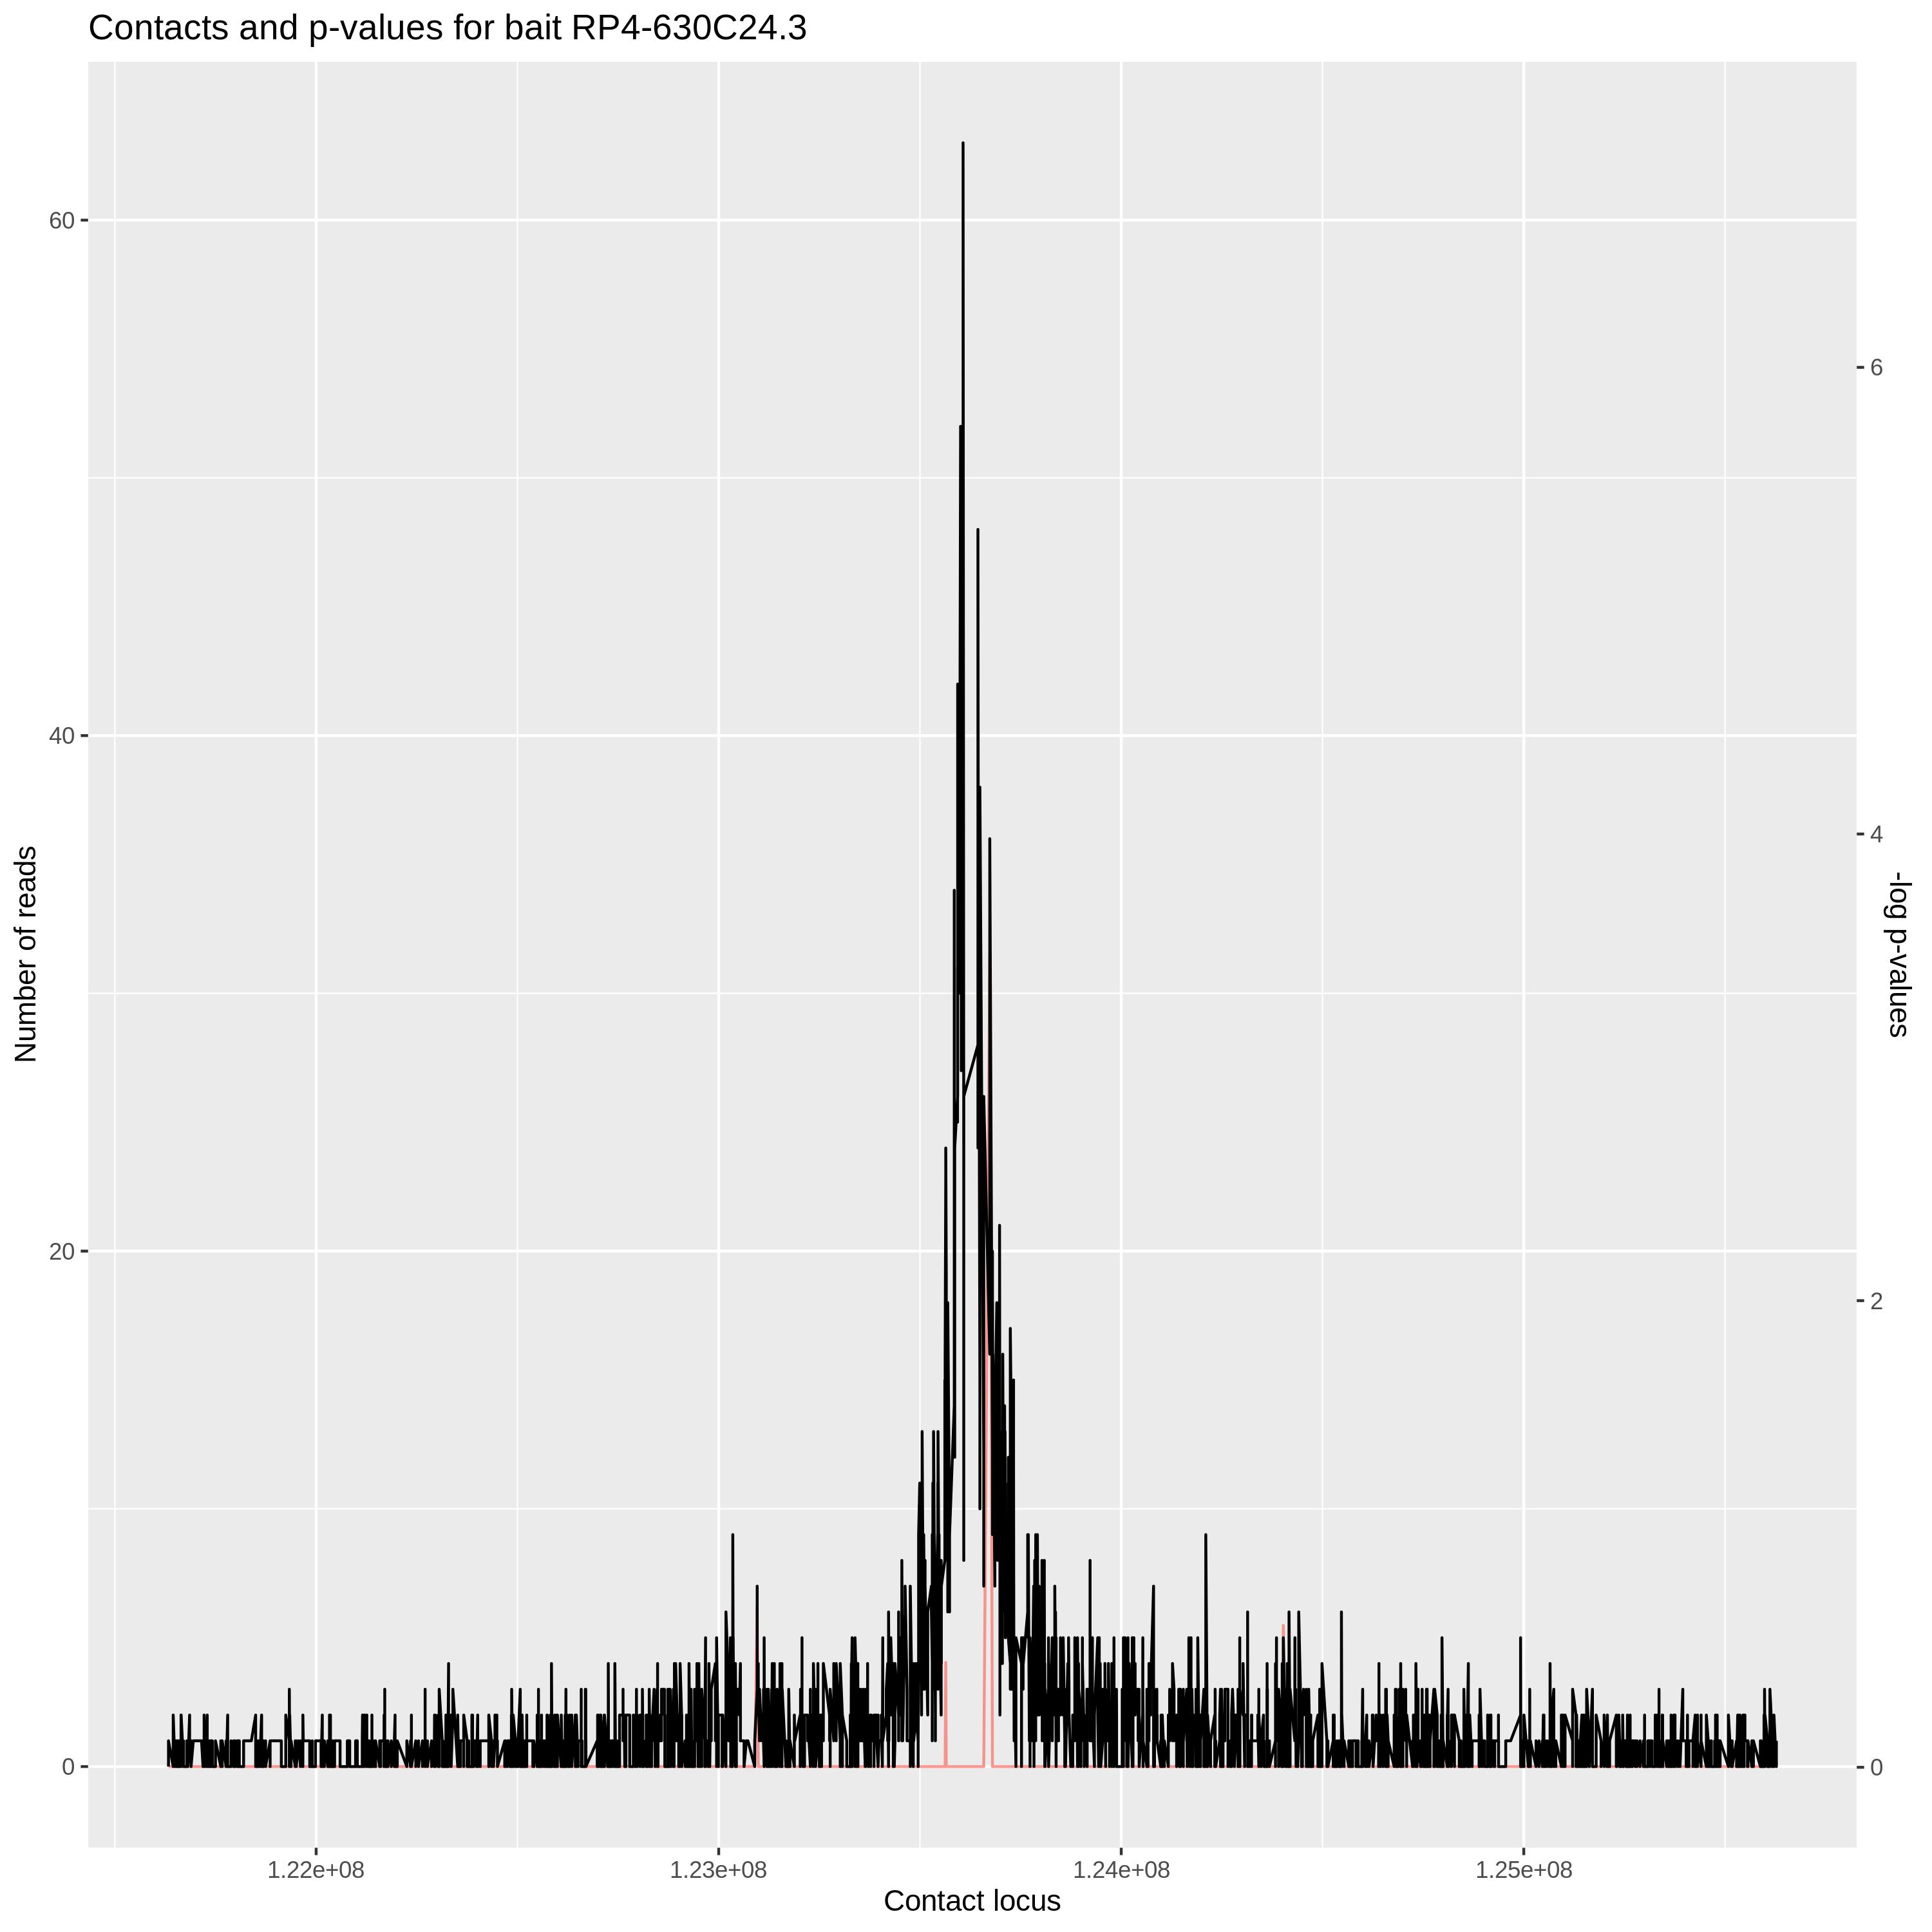 Contacts and p-values for bait RP4-630C24.3
60
40
20
0
Number of reads
6
4
2
0
-log p-values
1.22e+08 1.23e+08 1.24e+08 1.25e+08
Contact locus